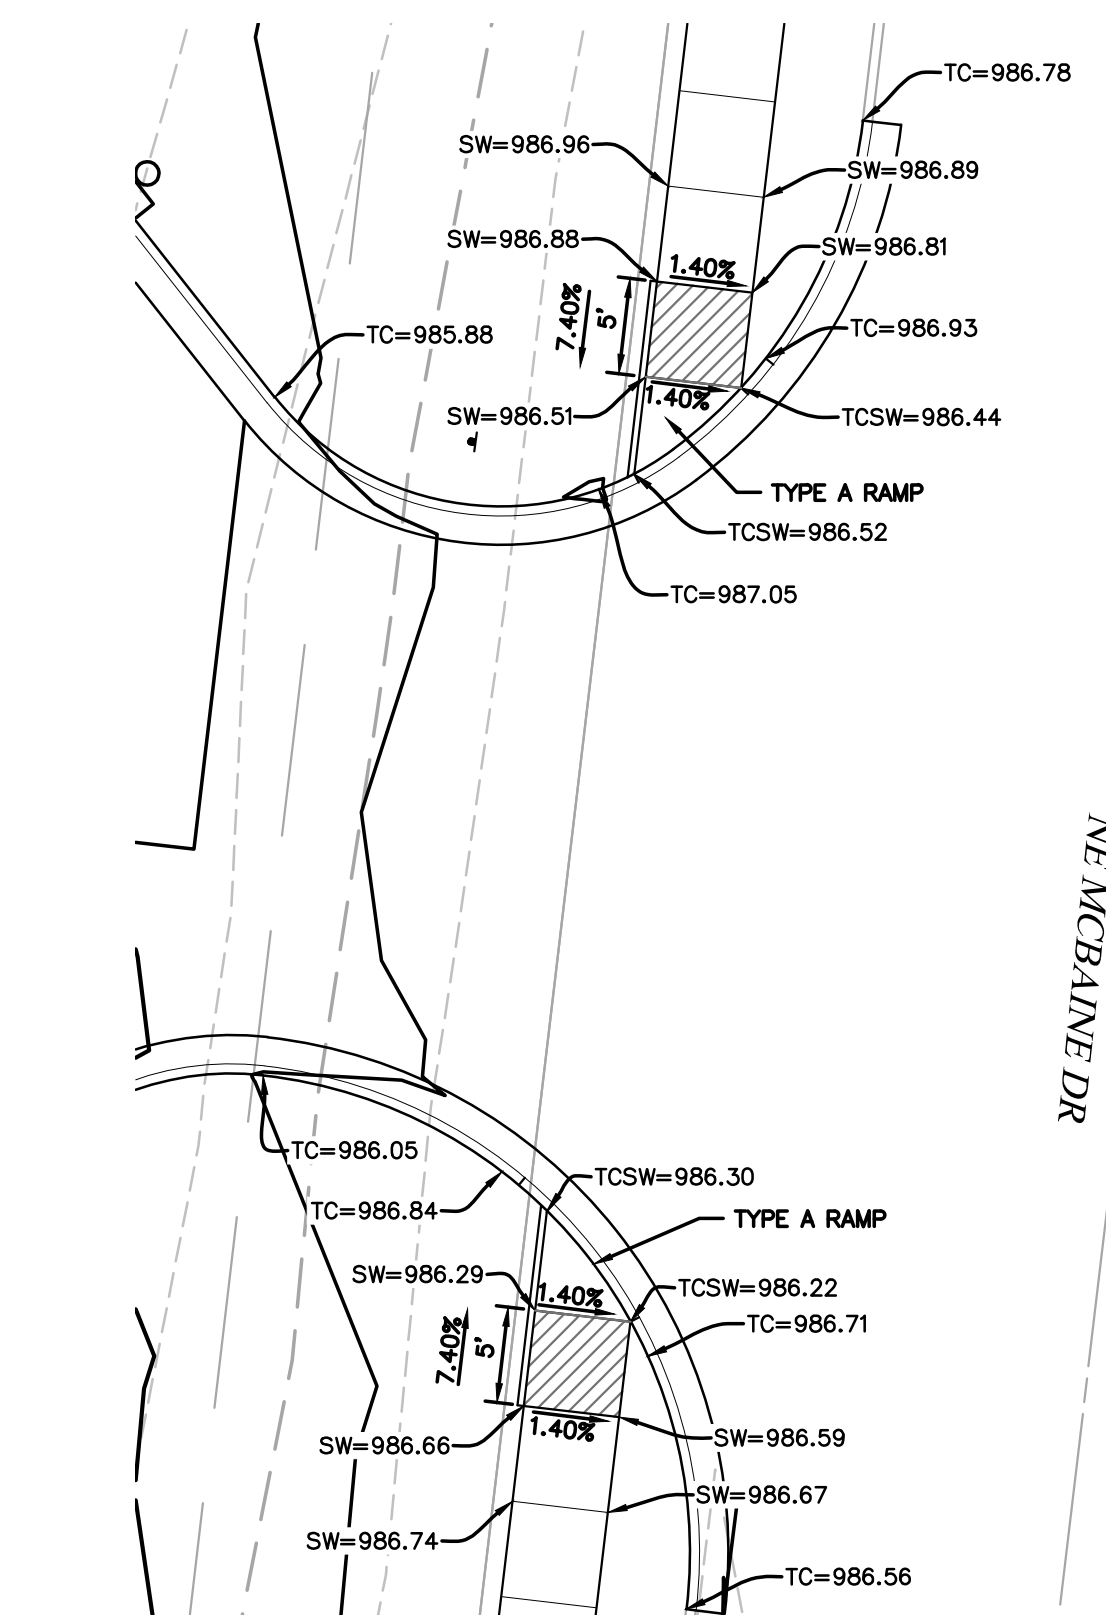 TC=986.78
SW=986.96
SW=986.89
SW=986.88
SW=986.81
1.40%
7.40%
5'
TC=985.88
TC=986.93
1.40%
SW=986.51
TCSW=986.44
TYPE A RAMP
TCSW=986.52
TC=987.05
NE MCBAINE DR
TC=986.05
TCSW=986.30
TC=986.84
TYPE A RAMP
SW=986.29
1.40%
TCSW=986.22
TC=986.71
7.40%
5'
1.40%
SW=986.66
SW=986.59
SW=986.67
SW=986.74
TC=986.56